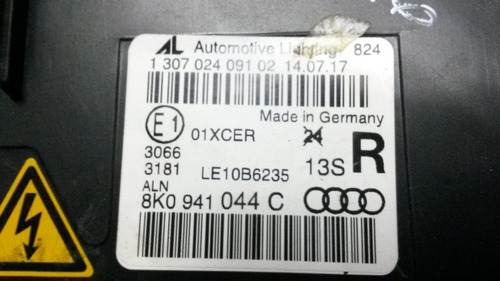 AL Automotive Lighting 824
1 307 024 091 02 14.07.17
Made in Germany
E1 01XCER 24
3066
3181 LE10B6235 13S R
ALN
8K0 941 044 C